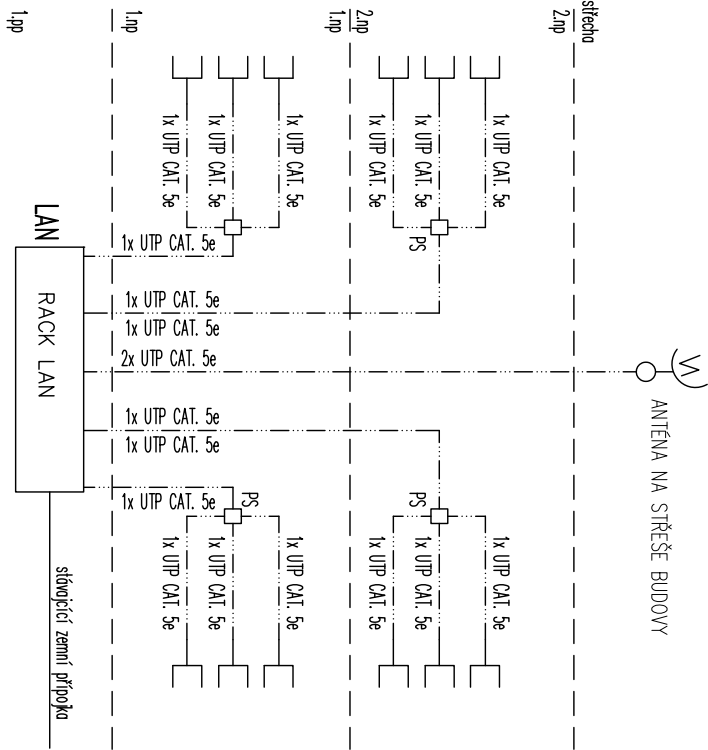 střecha
2.np
2.np
1.np
1.np
1.pp
1x UTP CAT. 5e
1x UTP CAT. 5e
1x UTP CAT. 5e
1x UTP CAT. 5e
1x UTP CAT. 5e
1x UTP CAT. 5e
PS
LAN
RACK LAN
1x UTP CAT. 5e
1x UTP CAT. 5e
1x UTP CAT. 5e
2x UTP CAT. 5e
1x UTP CAT. 5e
1x UTP CAT. 5e
1x UTP CAT. 5e
ANTÉNA NA STŘEŠE BUDOVY
PS
PS
1x UTP CAT. 5e
1x UTP CAT. 5e
1x UTP CAT. 5e
1x UTP CAT. 5e
1x UTP CAT. 5e
1x UTP CAT. 5e
stávající zemní přípojka